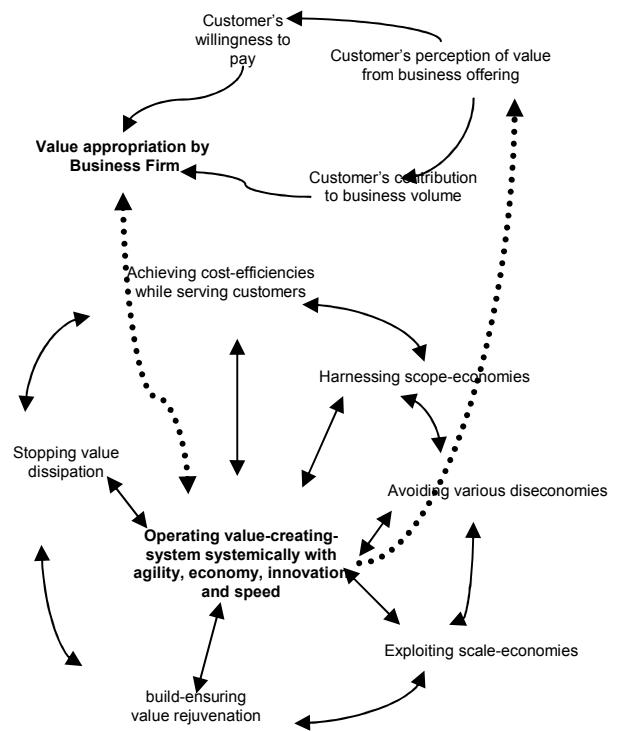 Customer's
willingness to
pay
Customer's perception of value
from business offering
Value appropriation by
Business Firm
Customer's contribution
to business volume
Achieving cost-efficiencies
while serving customers
Harnessing scope-economies
Stopping value
dissipation
Avoiding various diseconomies
Operating value-creating-
system systemically with
agility, economy, innovation
and speed
Exploiting scale-economies
build-ensuring
value rejuvenation